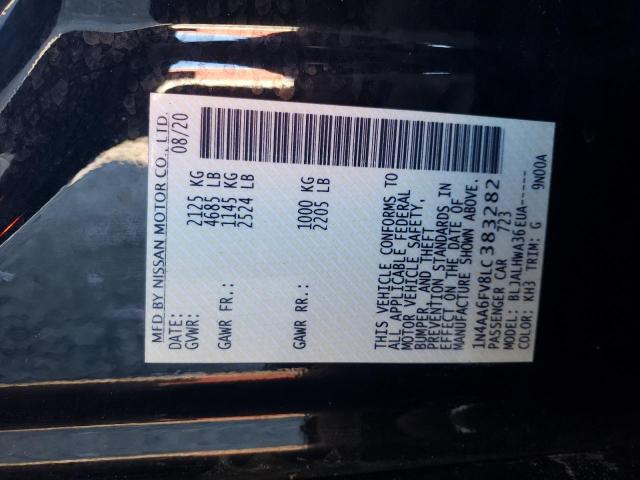 MFD BY NISSAN MOTOR CO., LTD.
DATE: 08/20
GVWR: 2125 KG
4685 LB
GAWR FR.: 1145 KG
2524 LB
GAWR RR.: 1000 KG
2205 LB
THIS VEHICLE CONFORMS TO
ALL APPLICABLE FEDERAL
MOTOR VEHICLE SAFETY,
BUMPER, AND THEFT
PREVENTION STANDARDS IN
EFFECT ON THE DATE OF
MANUFACTURE SHOWN ABOVE.
1N4AA6FV8LC383282
PASSENGER CAR 723
MODEL: BLJALHWA36EUA-----
COLOR: KH3 TRIM: G 9N00A